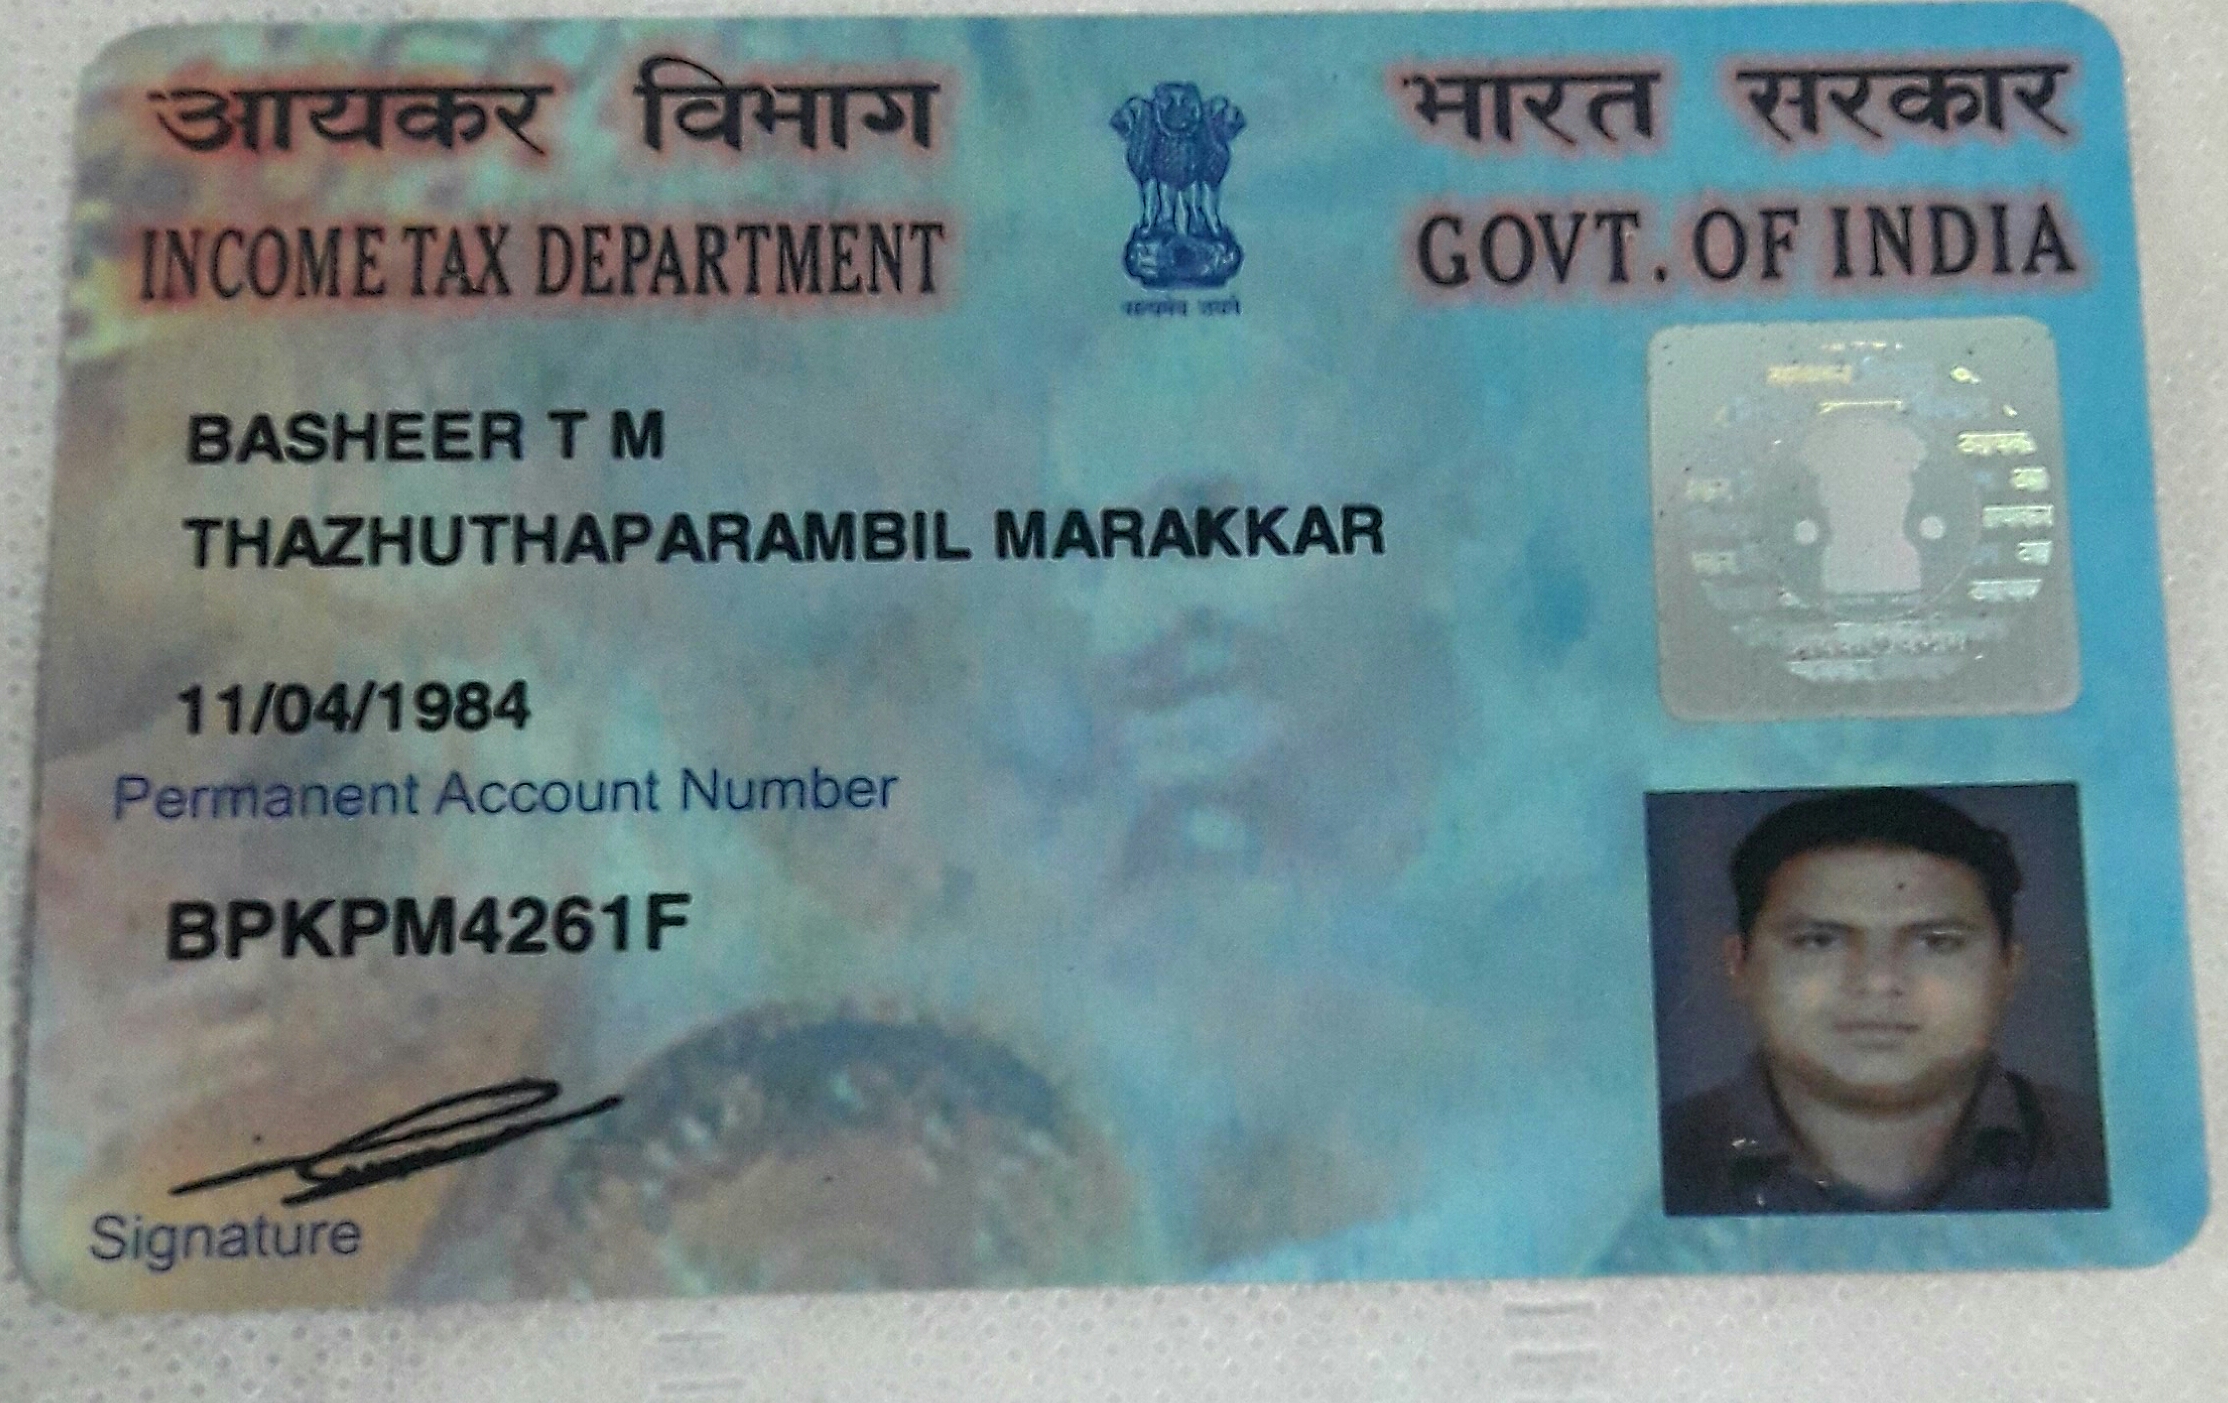 आयकर विभाग
INCOME TAX DEPARTMENT
भारत सरकार
GOVT. OF INDIA
सत्यमेव जयते
BASHEER T M
THAZHUTHAPARAMBIL MARAKKAR
11/04/1984
Permanent Account Number
BPKPM4261F
Signature